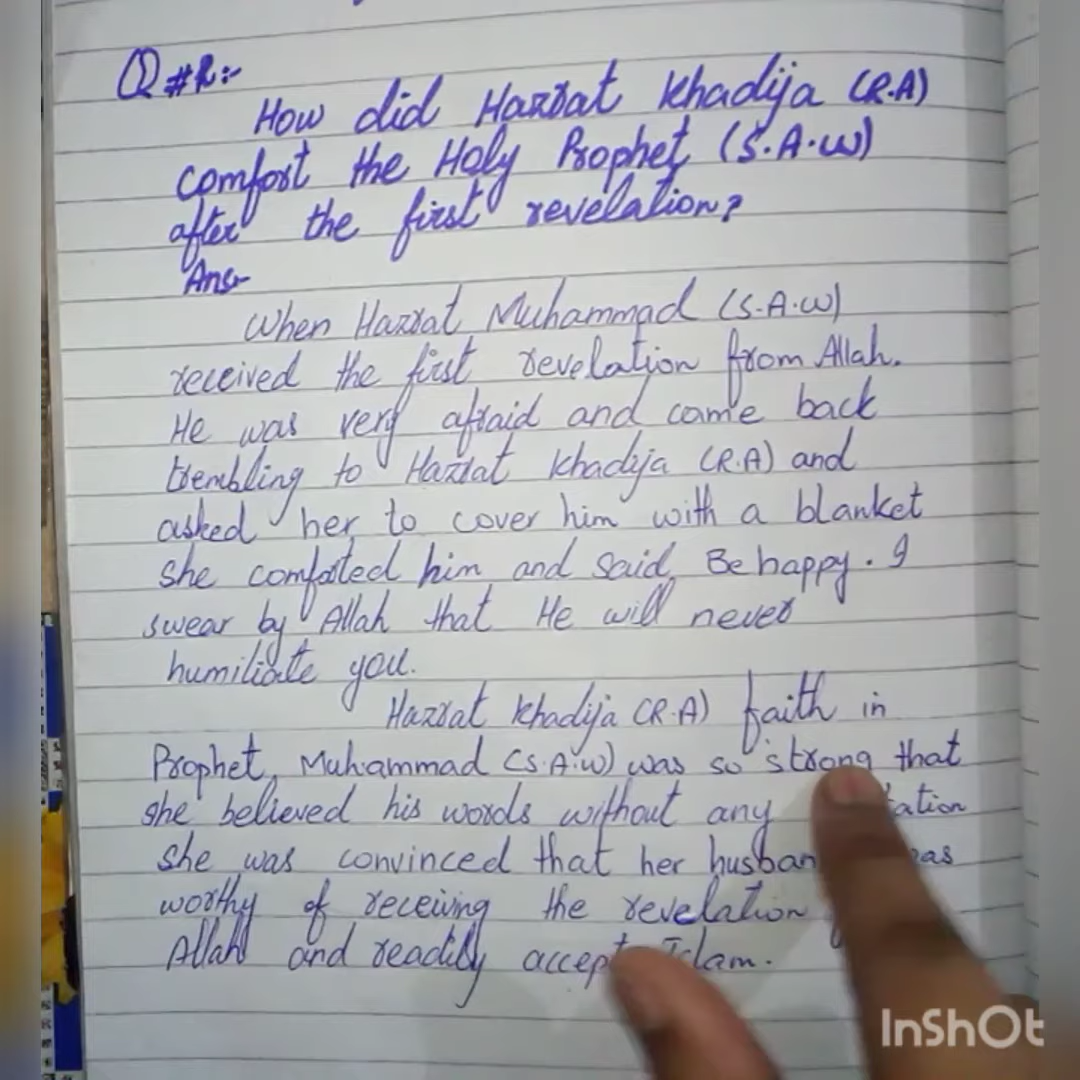 Q #2:-
How did Hazrat Khadija (R.A)
comfort the Holy Prophet (S.A.W)
after the first revelation?
Ans:-
When Hazrat Muhammad (S.A.W)
received the first revelation from Allah.
He was very afraid and came back
trembling to Hazrat Khadija (R.A) and
asked her to cover him with a blanket
she comforted him and said Be happy. I
swear by Allah that He will never
humiliate you.
Hazrat Khadija (R.A) faith in
Prophet Muhammad (S.A.W) was so strong that
she believed his words without any
she was convinced that her
worthy of receiving the revelation
Allah and readily accept Islam.
InShOt